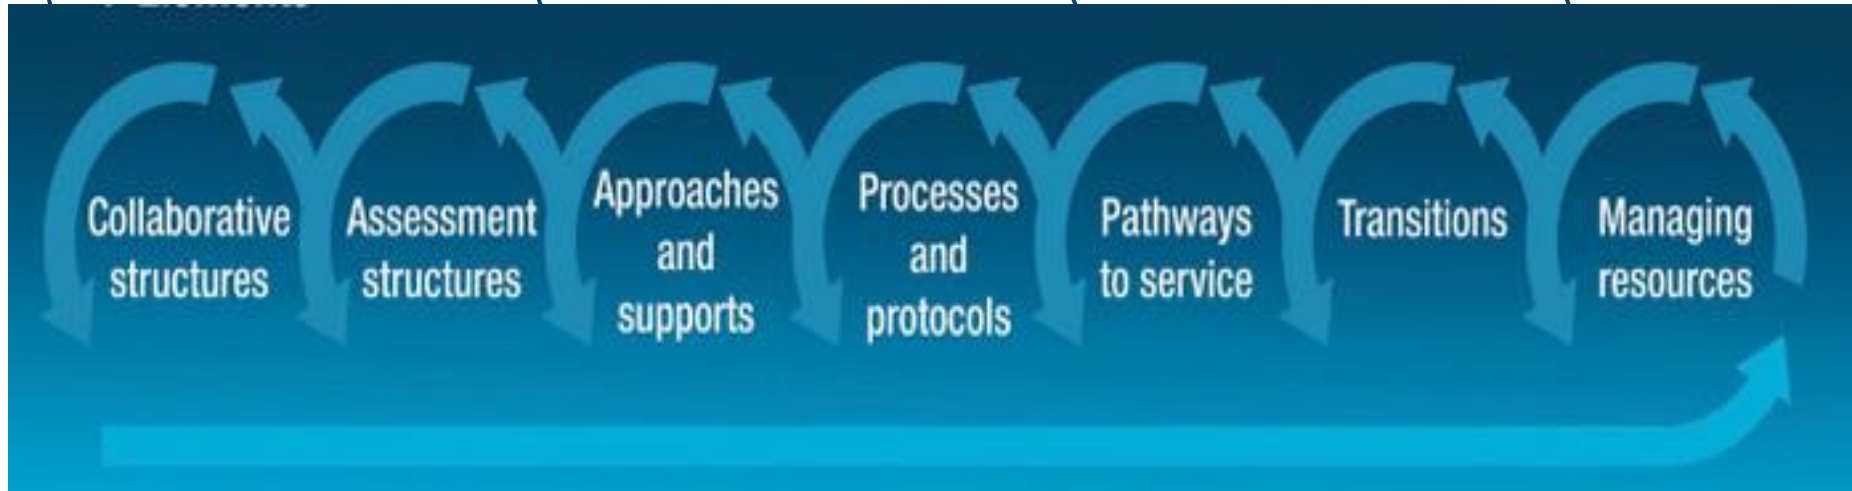 Collaborative
structures
Assessment
structures
Approaches
and
supports
Processes
and
protocols
Pathways
to service
Transitions
Managing
resources